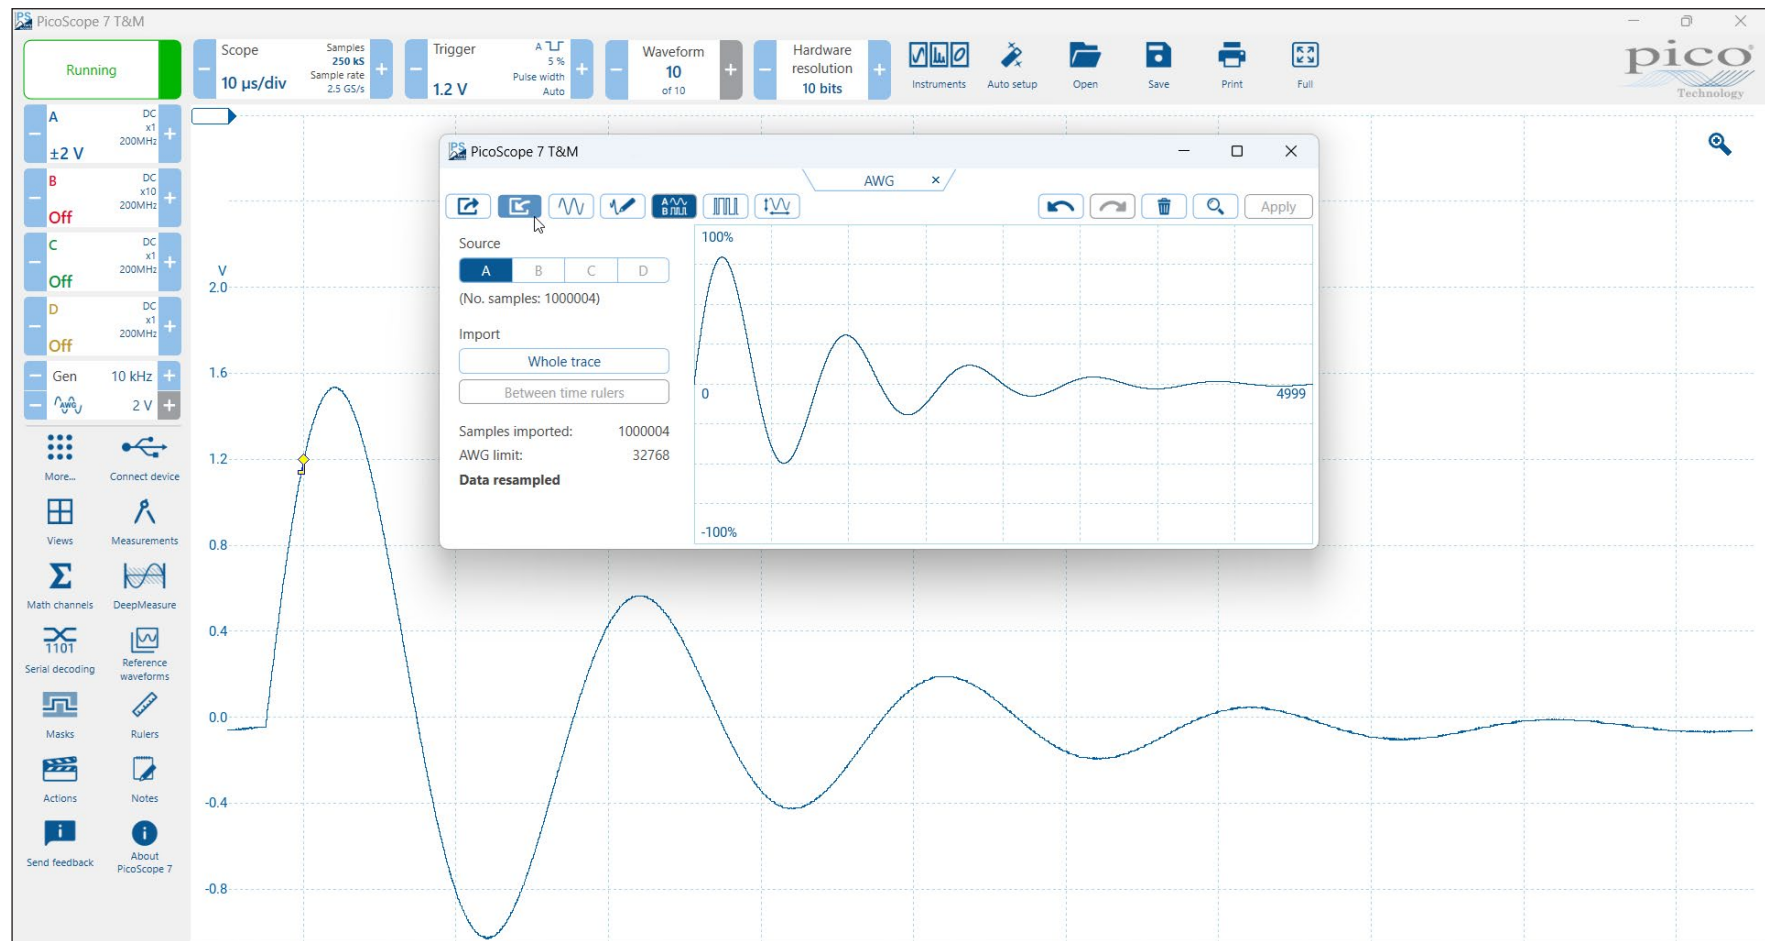 PicoScope 7 T&M
Running
Scope
10 µs/div
Samples
250 kS
Sample rate
2.5 GS/s
Trigger
1.2 V
A
5 %
Pulse width
Auto
Waveform
10
of 10
Hardware
resolution
10 bits
Instruments
Auto setup
Open
Save
Print
Full
pico
Technology
A
±2 V
DC
x1
200MHz
B
Off
DC
x10
200MHz
C
Off
DC
x1
200MHz
D
Off
DC
x1
200MHz
Gen 10 kHz
AWG 2 V
More...
Connect device
Views
Measurements
Math channels
DeepMeasure
1101
Serial decoding
Reference
waveforms
Masks
Rulers
Actions
Notes
Send feedback
About
PicoScope 7
V
2.0
1.6
1.2
0.8
0.4
0.0
-0.4
-0.8
PicoScope 7 T&M
AWG
A
B
Apply
Source
A B C D
(No. samples: 1000004)
Import
Whole trace
Between time rulers
Samples imported: 1000004
AWG limit: 32768
Data resampled
100%
0
4999
-100%